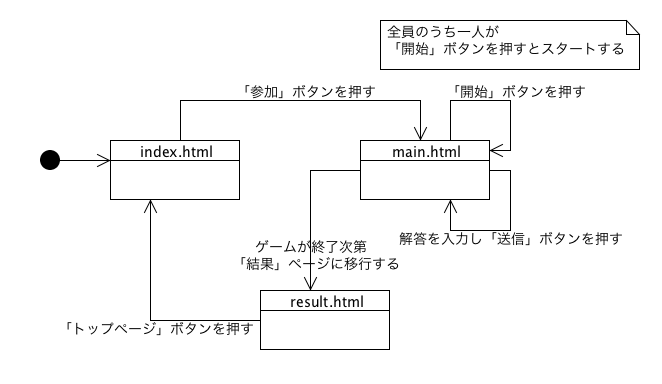 全員のうち一人が
「開始」ボタンを押すとスタートする
「参加」ボタンを押す
「開始」ボタンを押す
index.html
main.html
解答を入力し「送信」ボタンを押す
ゲームが終了次第
「結果」ページに移行する
result.html
「トップページ」ボタンを押す